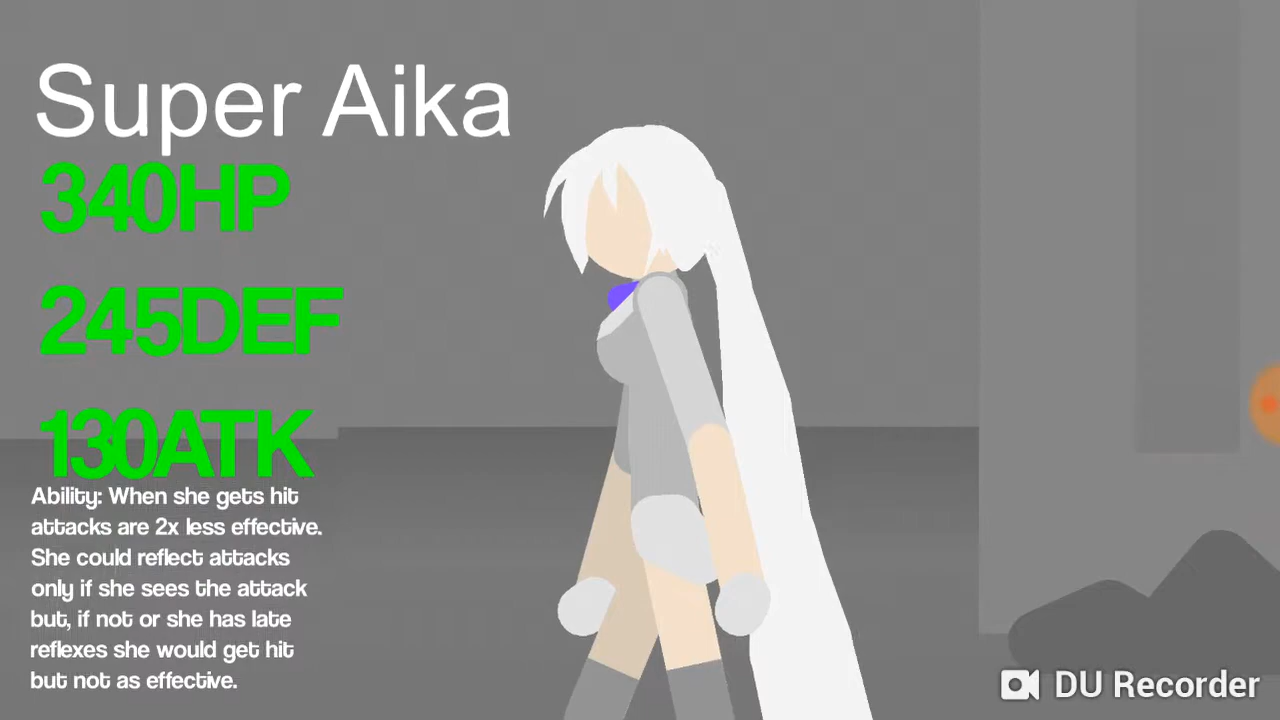 Super Aika
340HP
245DEF
130ATK
Ability: When she gets hit
attacks are 2x less effective.
She could reflect attacks
only if she sees the attack
but, if not or she has late
reflexes she would get hit
but not as effective.
DU Recorder